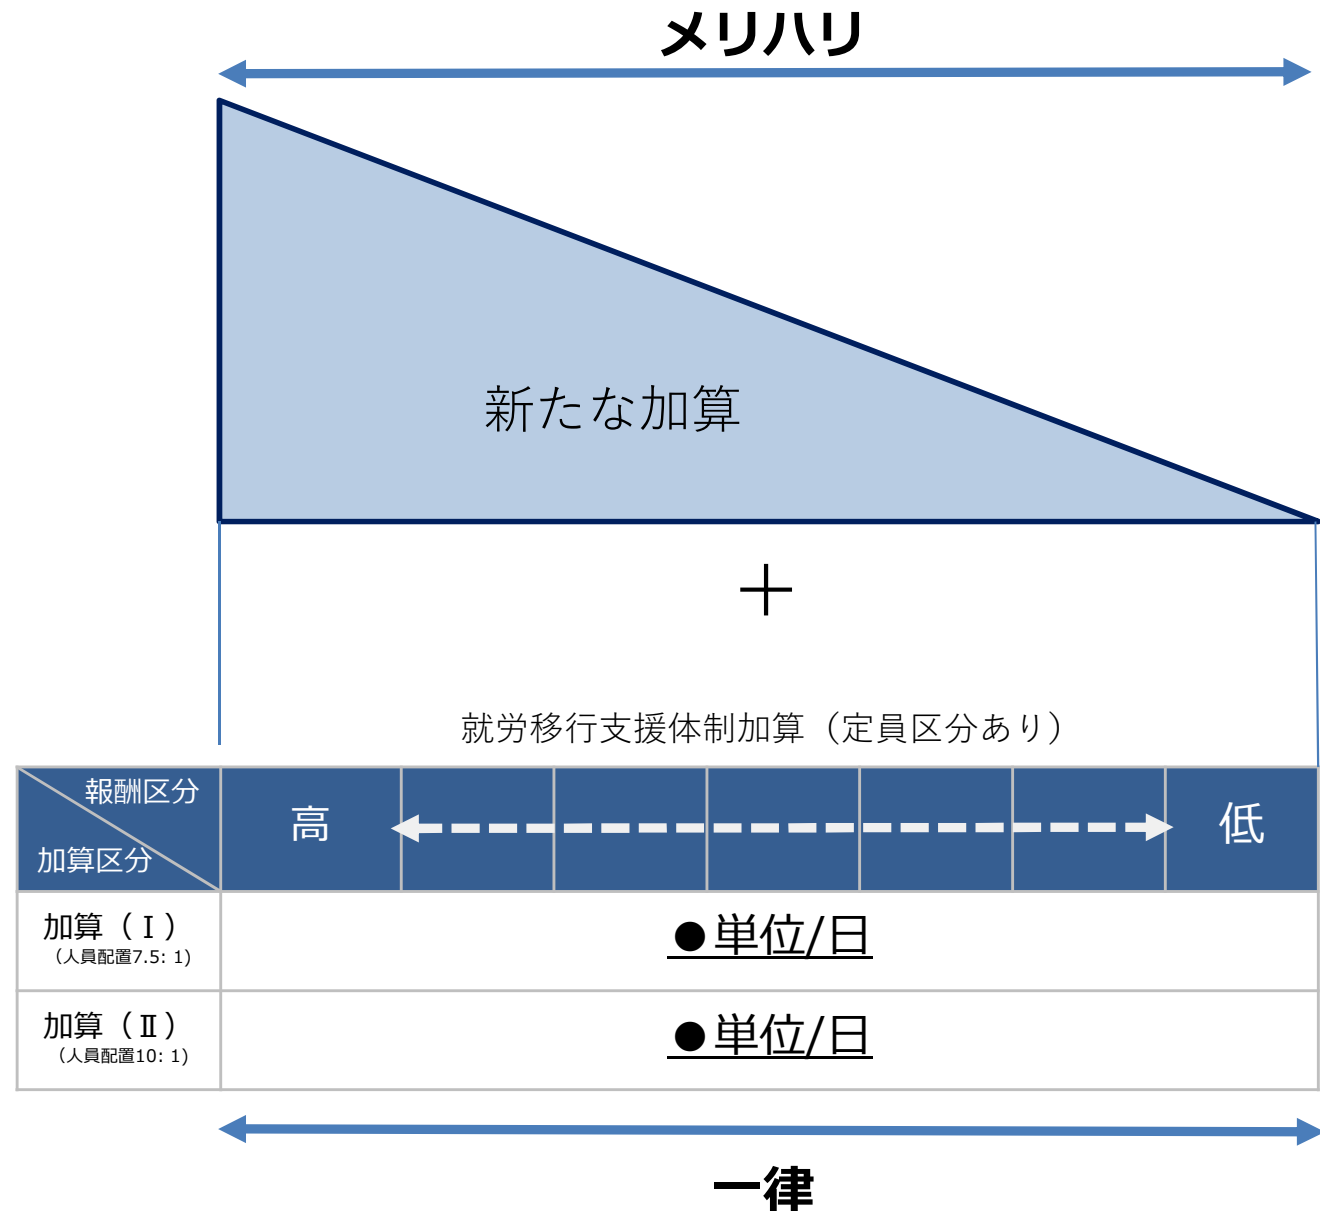 メリハリ
新たな加算
＋
就労移行支援体制加算（定員区分あり）
報酬区分
加算区分
高
低
加算（Ⅰ）
（人員配置7.5: 1）
●単位/日
加算（Ⅱ）
（人員配置10: 1）
●単位/日
一律